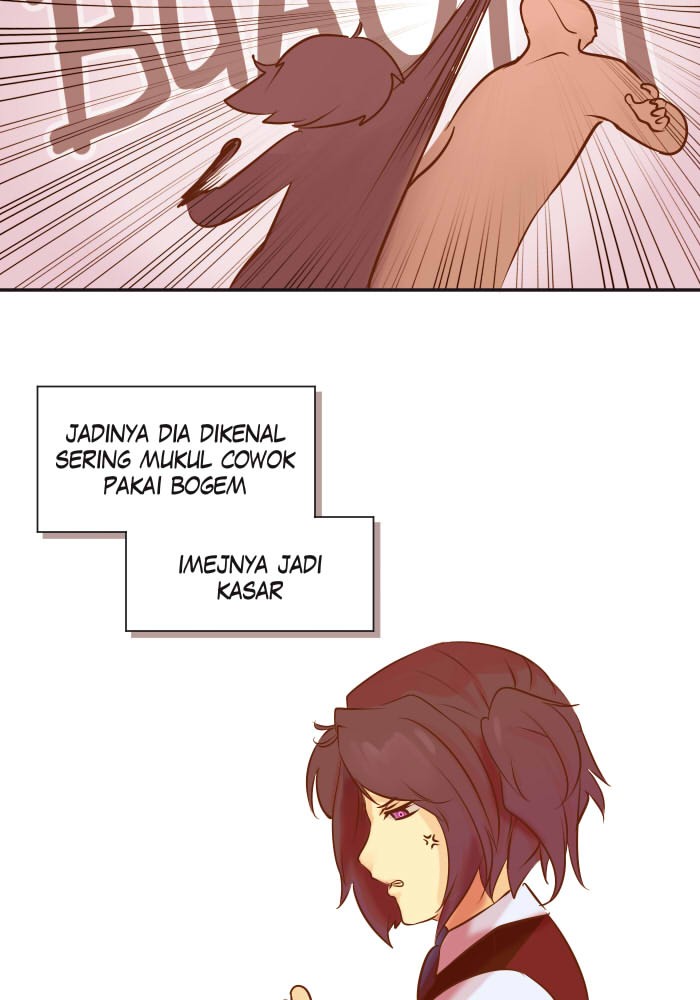 JADINYA DIA DIKENAL
SERING MUKUL COWOK
PAKAI BOGEM
IMEJNYA JADI
KASAR